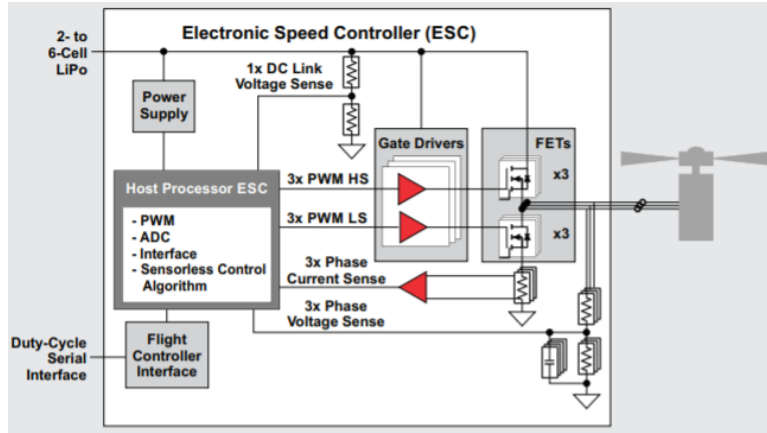 Electronic Speed Controller (ESC)
2- to
6-Cell
LiPo
1x DC Link
Voltage Sense
Power
Supply
Gate Drivers
FETs
Host Processor ESC
- PWM
- ADC
- Interface
- Sensorless Control
Algorithm
3x PWM HS
x3
3x PWM LS
x3
3x Phase
Current Sense
3x Phase
Voltage Sense
Duty-Cycle
Serial
Interface
Flight
Controller
Interface